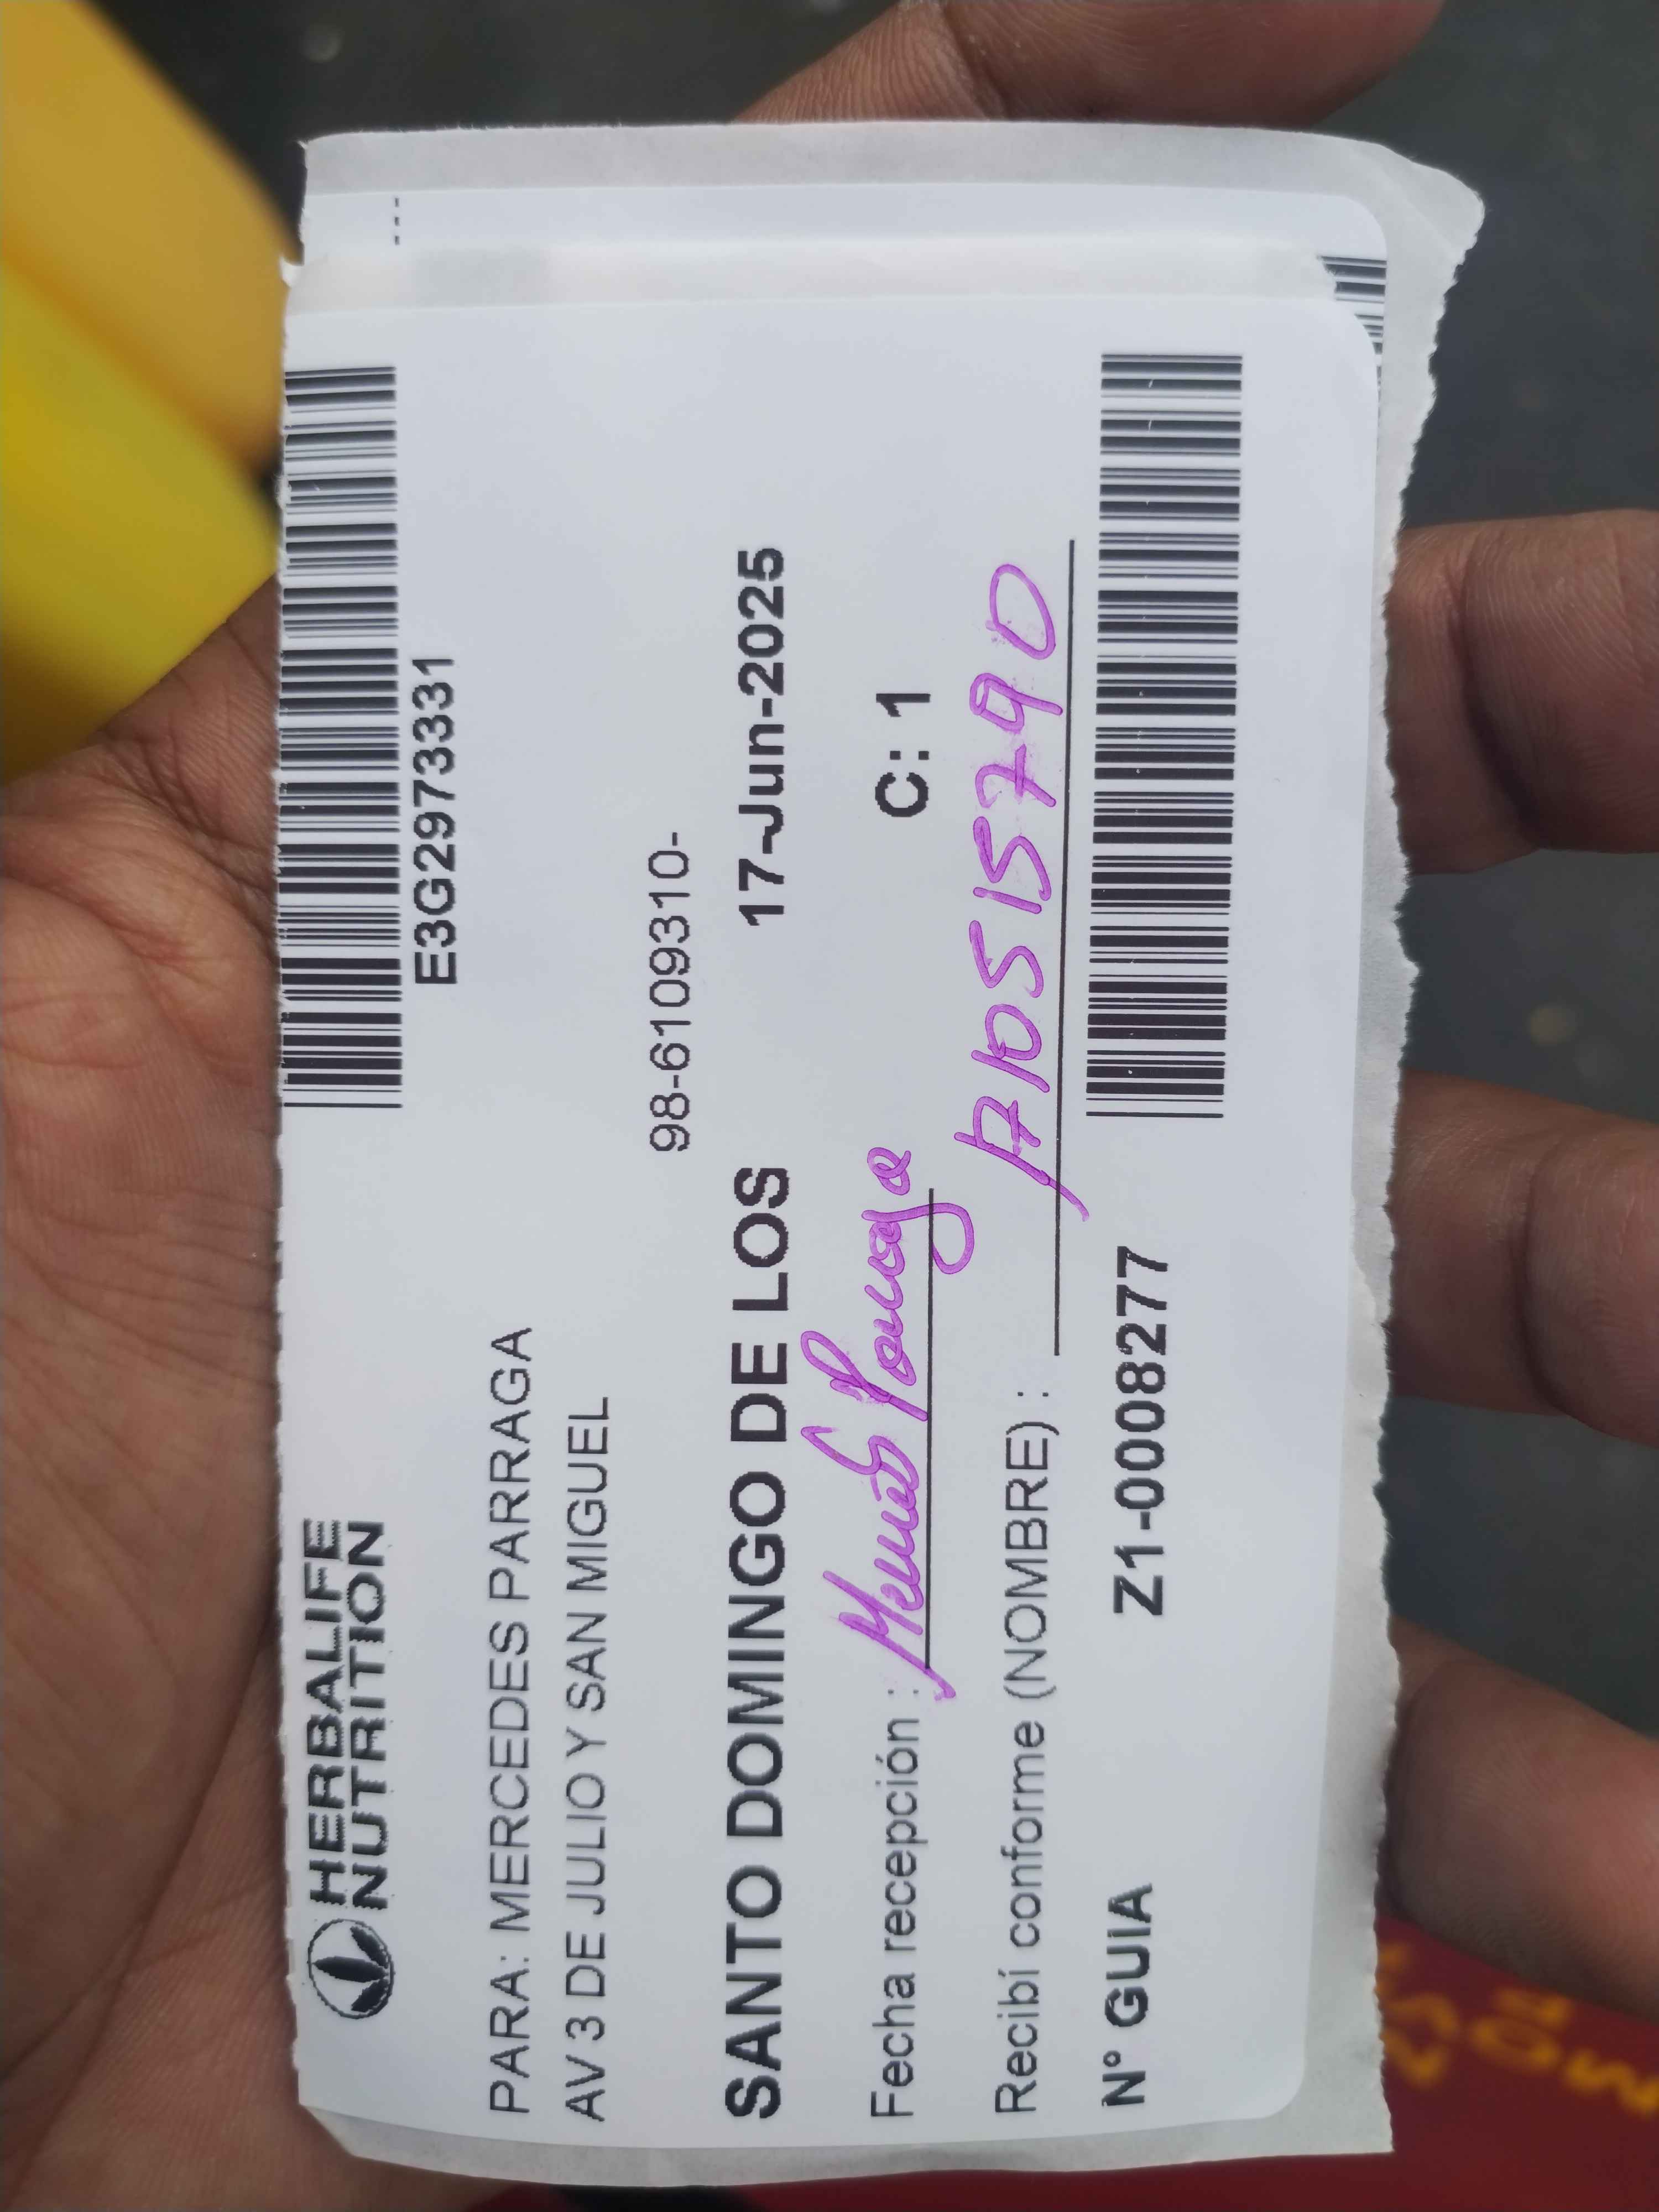 HERBALIFE
NUTRITION
E3G2973331
PARA: MERCEDES PARRAGA
AV 3 DE JULIO Y SAN MIGUEL
98-6109310-
SANTO DOMINGO DE LOS 17-Jun-2025
Fecha recepción : C: 1
Recibí conforme (NOMBRE) : 1710515790
N° GUIA Z1-0008277